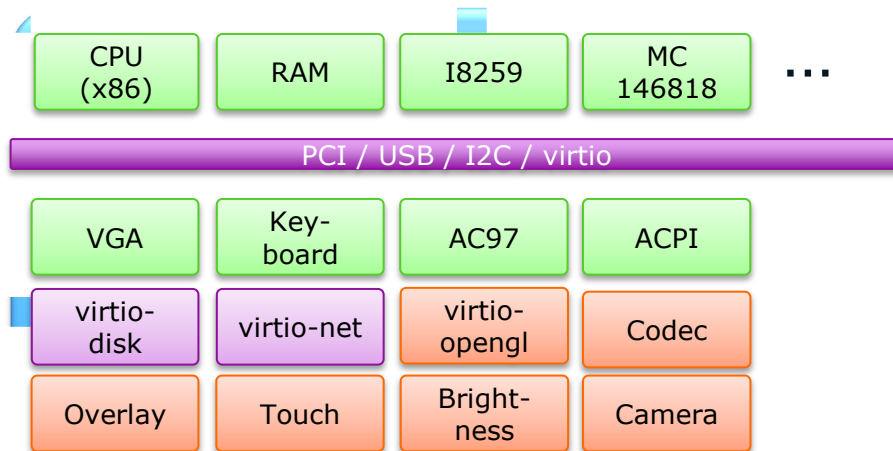 CPU
(x86)
RAM
I8259
MC
146818
...
PCI / USB / I2C / virtio
VGA
Key-
board
AC97
ACPI
virtio-
disk
virtio-net
virtio-
opengl
Codec
Overlay
Touch
Bright-
ness
Camera